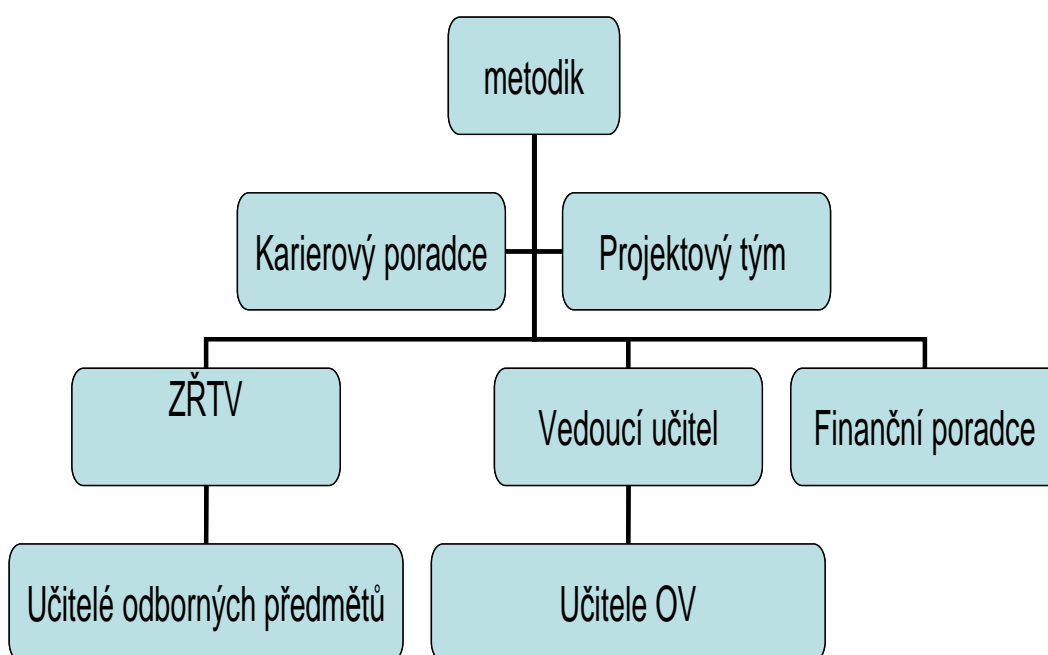 metodik
Karierový poradce
Projektový tým
ZŘTV
Vedoucí učitel
Finanční poradce
Učitelé odborných předmětů
Učitele OV